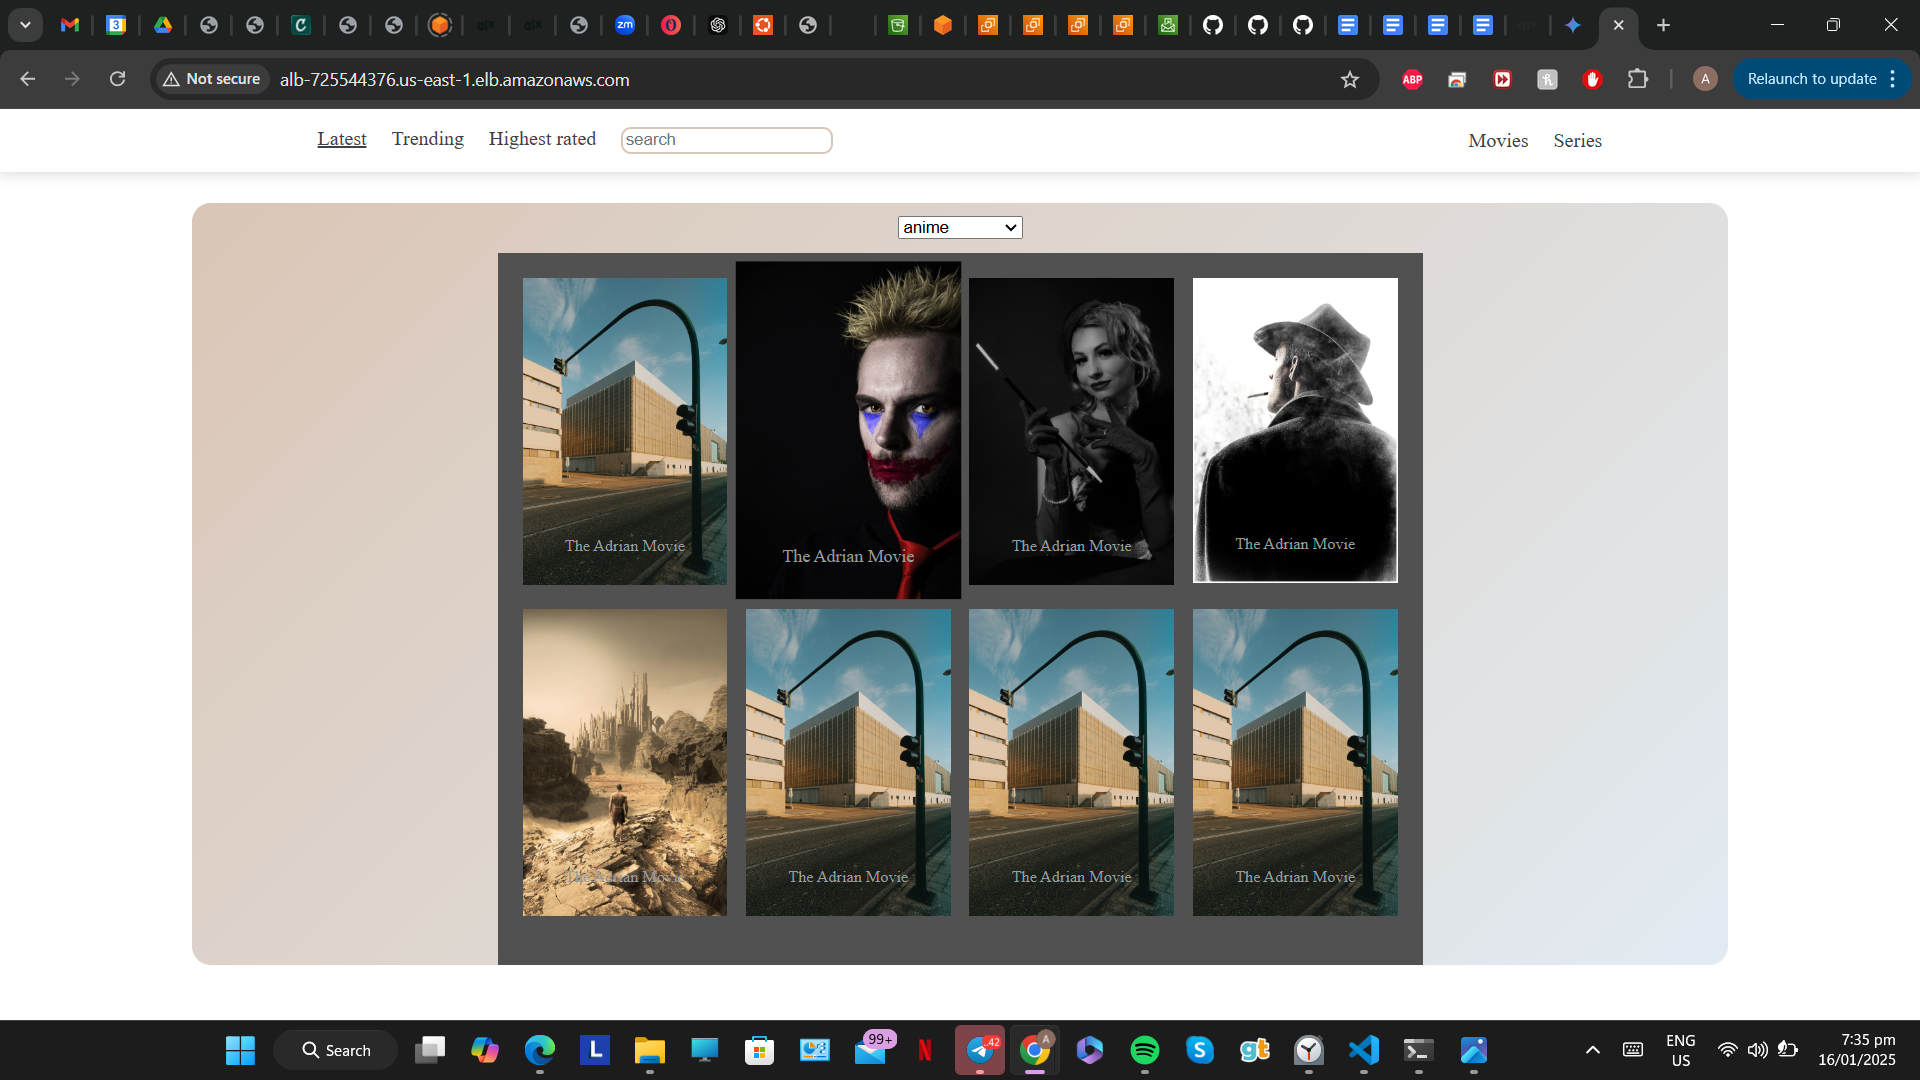 Not secure
alb-725544376.us-east-1.elb.amazonaws.com
ABP
A
Relaunch to update
Latest
Trending
Highest rated
search
Movies
Series
anime
The Adrian Movie
The Adrian Movie
The Adrian Movie
The Adrian Movie
The Adrian Movie
The Adrian Movie
The Adrian Movie
The Adrian Movie
Search
L
99+
N
A
S
gt
ENG
US
7:35 pm
16/01/2025